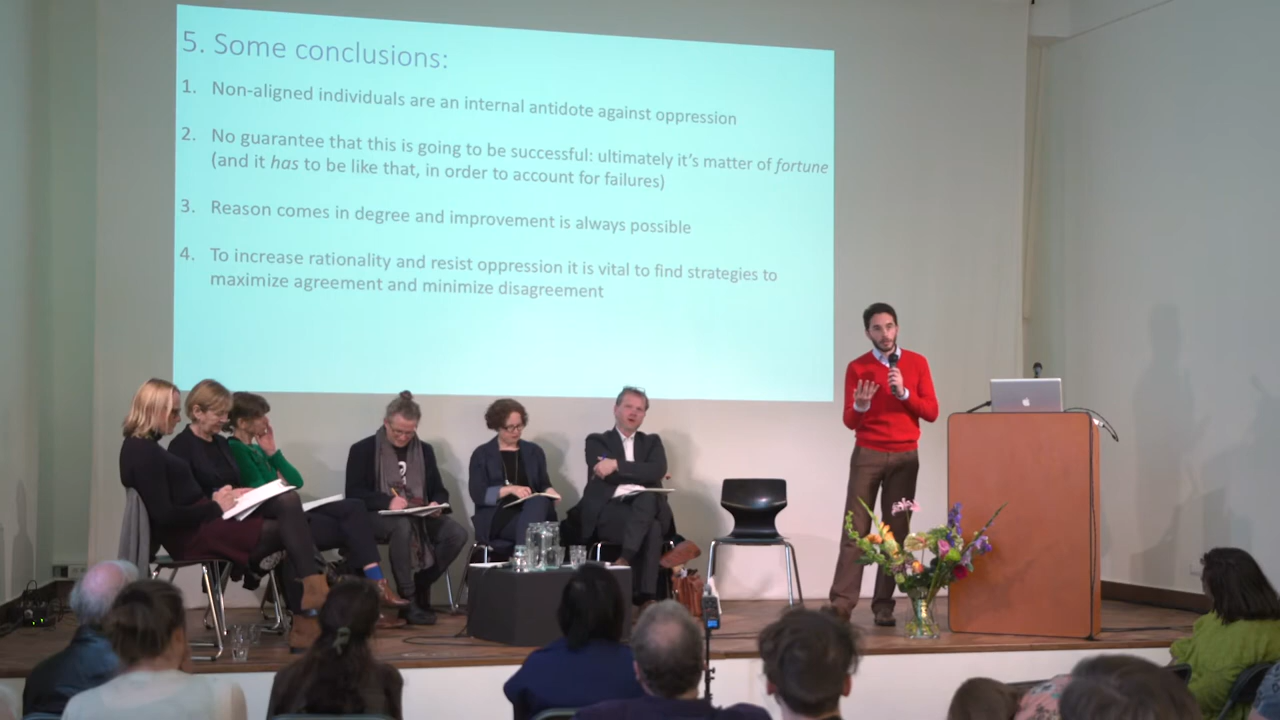 5. Some conclusions:
1. Non-aligned individuals are an internal antidote against oppression
2. No guarantee that this is going to be successful: ultimately it's matter of fortune
(and it has to be like that, in order to account for failures)
3. Reason comes in degree and improvement is always possible
4. To increase rationality and resist oppression it is vital to find strategies to
maximize agreement and minimize disagreement